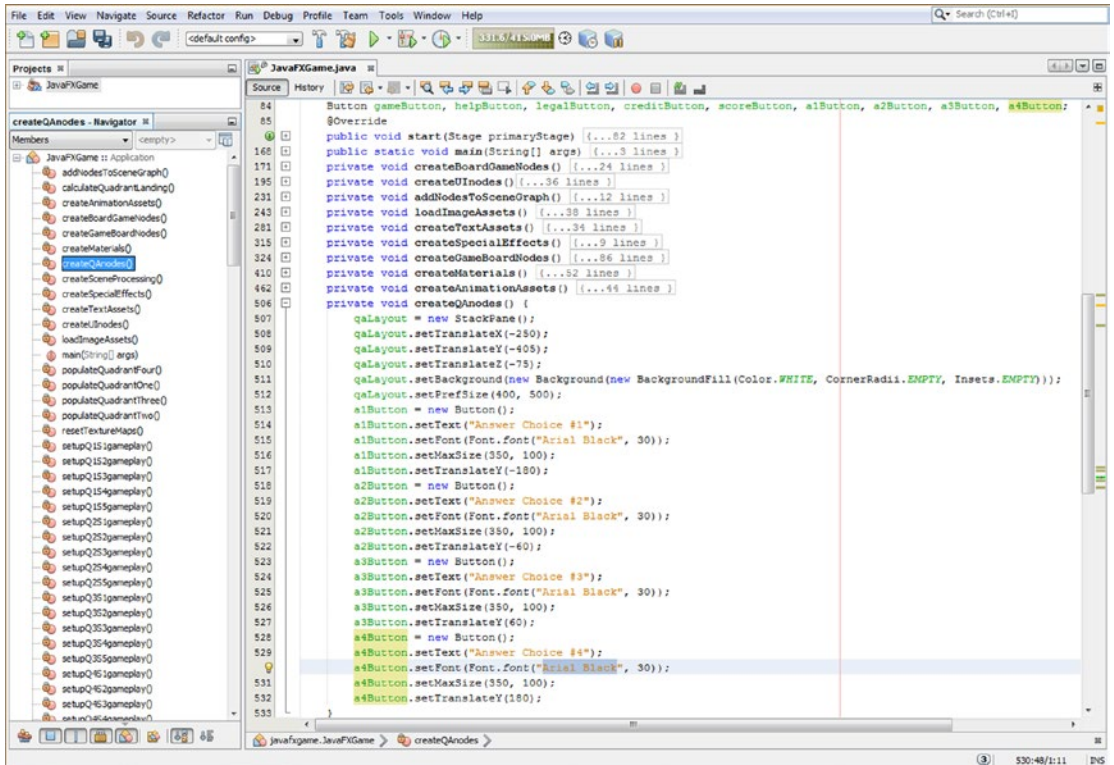 File Edit View Navigate Source Refactor Run Debug Profile Team Tools Window Help
Search (Ctrl+I)
<default config>
Projects
JavaFXGame
createQAnodes - Navigator
Members
<empty>
JavaFXGame :: Application
addNodesToSceneGraph()
calculateQuadrantLanding()
createAnimationAssets()
createBoardGameNodes()
createGameBoardNodes()
createMaterials()
createQAnodes()
createSceneProcessing()
createSpecialEffects()
createTextAssets()
createUInodes()
loadImageAssets()
main(String[] args)
populateQuadrantFour()
populateQuadrantOne()
populateQuadrantThree()
populateQuadrantTwo()
resetTextureMaps()
setupQ1S1gameplay()
setupQ1S2gameplay()
setupQ1S3gameplay()
setupQ1S4gameplay()
setupQ1S5gameplay()
setupQ2S1gameplay()
setupQ2S2gameplay()
setupQ2S3gameplay()
setupQ2S4gameplay()
setupQ2S5gameplay()
setupQ3S1gameplay()
setupQ3S2gameplay()
setupQ3S3gameplay()
setupQ3S4gameplay()
setupQ3S5gameplay()
setupQ4S1gameplay()
setupQ4S2gameplay()
setupQ4S3gameplay()
setupQ4S4gameplay()
JavaFXGame.java
Source History
84 Button gameButton, helpButton, legalButton, creditButton, scoreButton, a1Button, a2Button, a3Button, a4Button;
85 @Override
public void start(Stage primaryStage) {...82 lines }
168 public static void main(String[] args) {...3 lines }
171 private void createBoardGameNodes() {...24 lines }
195 private void createUInodes() {...36 lines }
231 private void addNodesToSceneGraph() {...12 lines }
243 private void loadImageAssets() {...38 lines }
281 private void createTextAssets() {...34 lines }
315 private void createSpecialEffects() {...9 lines }
324 private void createGameBoardNodes() {...86 lines }
410 private void createMaterials() {...52 lines }
462 private void createAnimationAssets() {...44 lines }
506 private void createQAnodes() {
507 qaLayout = new StackPane();
508 qaLayout.setTranslateX(-250);
509 qaLayout.setTranslateY(-405);
510 qaLayout.setTranslateZ(-75);
511 qaLayout.setBackground(new Background(new BackgroundFill(Color.WHITE, CornerRadii.EMPTY, Insets.EMPTY)));
512 qaLayout.setPrefSize(400, 500);
513 a1Button = new Button();
514 a1Button.setText("Answer Choice #1");
515 a1Button.setFont(Font.font("Arial Black", 30));
516 a1Button.setMaxSize(350, 100);
517 a1Button.setTranslateY(-180);
518 a2Button = new Button();
519 a2Button.setText("Answer Choice #2");
520 a2Button.setFont(Font.font("Arial Black", 30));
521 a2Button.setMaxSize(350, 100);
522 a2Button.setTranslateY(-60);
523 a3Button = new Button();
524 a3Button.setText("Answer Choice #3");
525 a3Button.setFont(Font.font("Arial Black", 30));
526 a3Button.setMaxSize(350, 100);
527 a3Button.setTranslateY(60);
528 a4Button = new Button();
529 a4Button.setText("Answer Choice #4");
a4Button.setFont(Font.font("Arial Black", 30));
531 a4Button.setMaxSize(350, 100);
532 a4Button.setTranslateY(180);
533 }
javafxgame.JavaFXGame
createQAnodes
3
530:48/1:11
INS